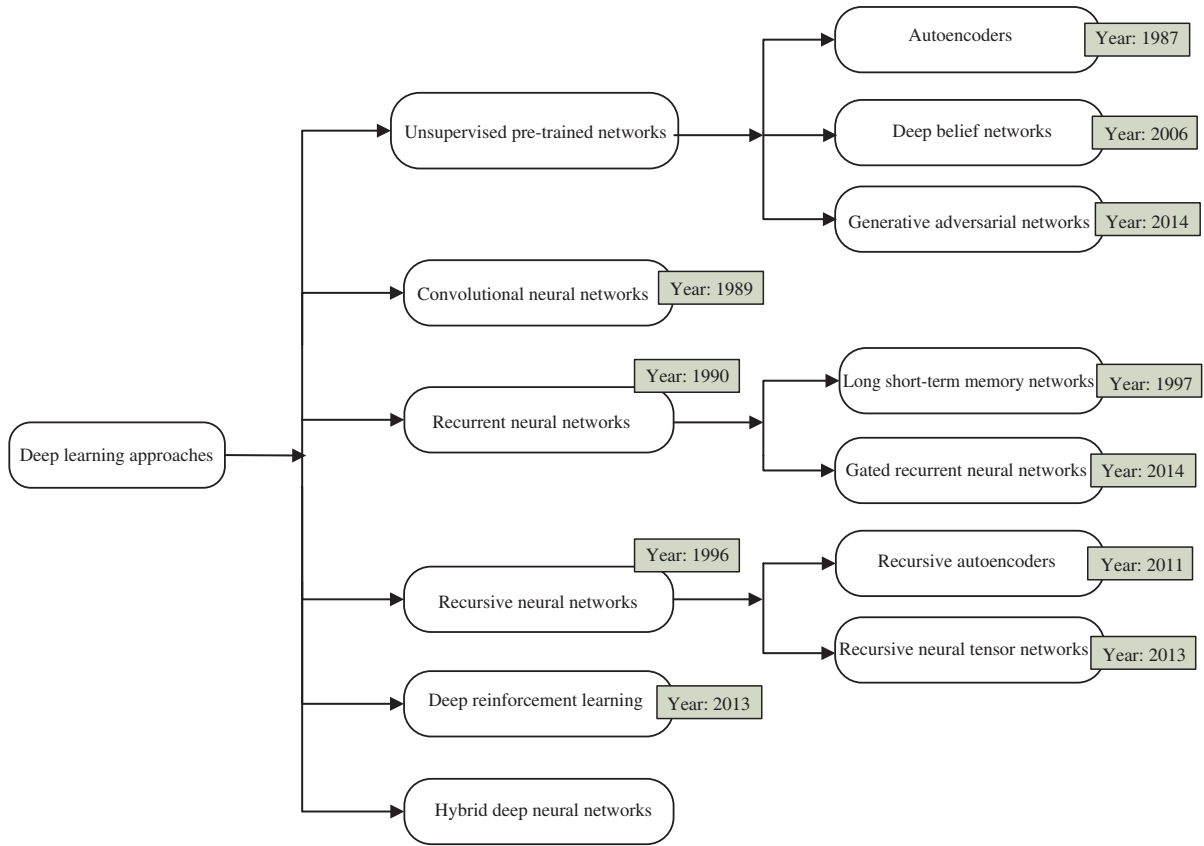 Deep learning approaches
Unsupervised pre-trained networks
Autoencoders
Year: 1987
Deep belief networks
Year: 2006
Generative adversarial networks
Year: 2014
Convolutional neural networks
Year: 1989
Recurrent neural networks
Year: 1990
Long short-term memory networks
Year: 1997
Gated recurrent neural networks
Year: 2014
Recursive neural networks
Year: 1996
Recursive autoencoders
Year: 2011
Recursive neural tensor networks
Year: 2013
Deep reinforcement learning
Year: 2013
Hybrid deep neural networks